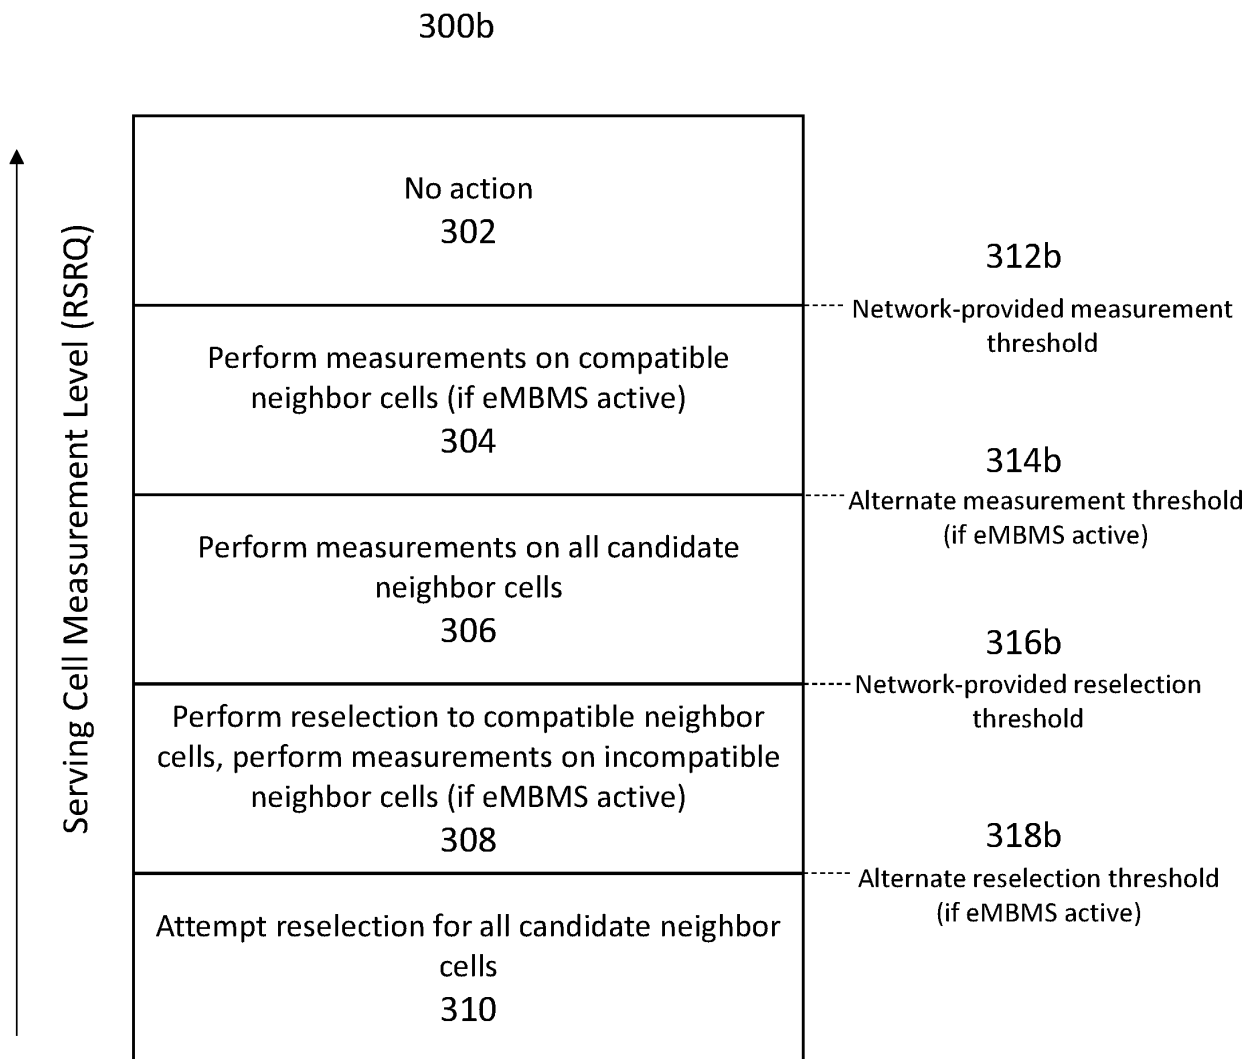 300b
Serving Cell Measurement Level (RSRQ)
No action
302
312b
Network-provided measurement
threshold
Perform measurements on compatible
neighbor cells (if eMBMS active)
304
314b
Alternate measurement threshold
(if eMBMS active)
Perform measurements on all candidate
neighbor cells
306
316b
Network-provided reselection
threshold
Perform reselection to compatible neighbor
cells, perform measurements on incompatible
neighbor cells (if eMBMS active)
308
318b
Alternate reselection threshold
(if eMBMS active)
Attempt reselection for all candidate neighbor
cells
310